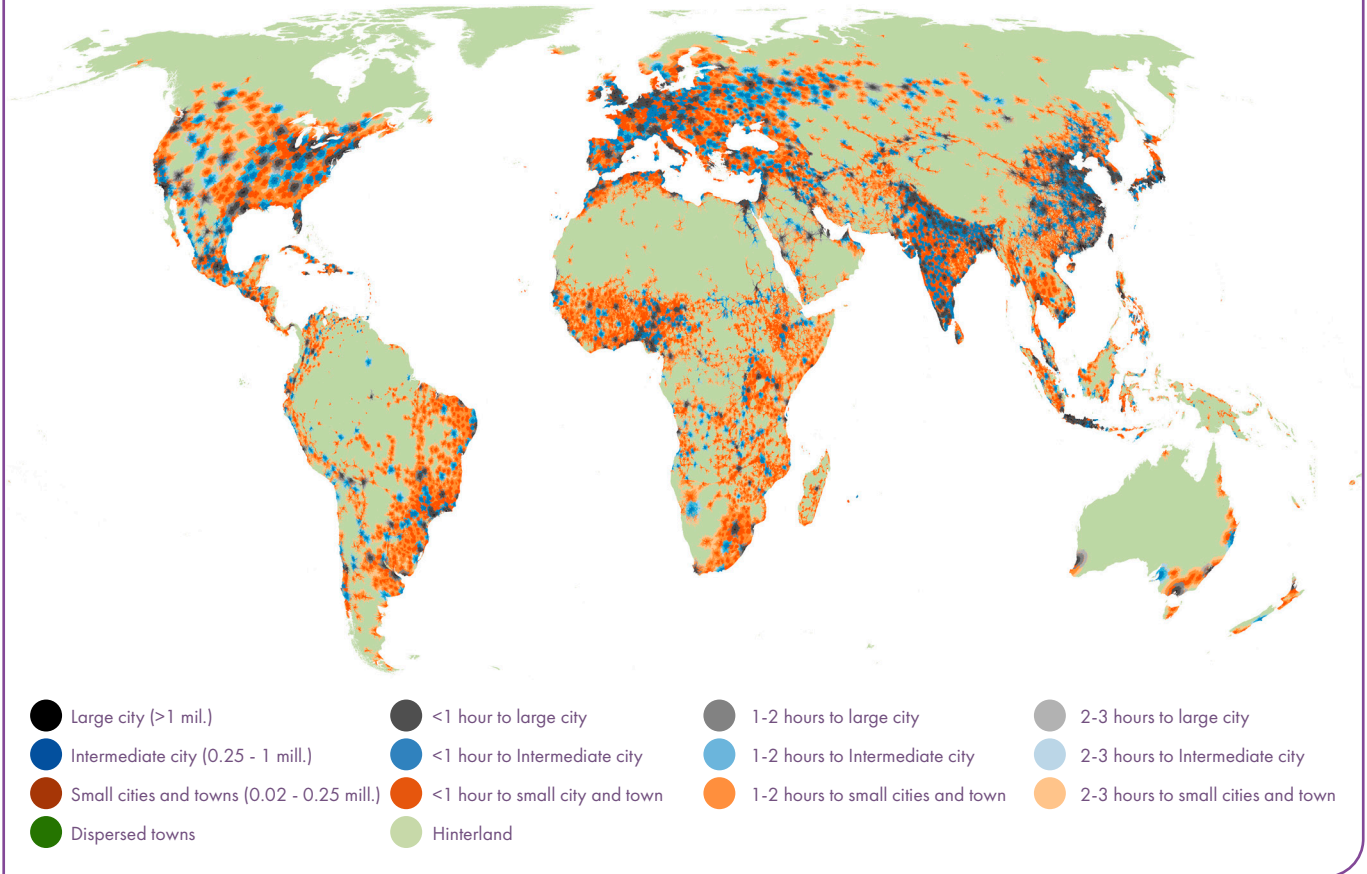 Large city (>1 mil.)
<1 hour to large city
1-2 hours to large city
2-3 hours to large city
Intermediate city (0.25 - 1 mill.)
<1 hour to Intermediate city
1-2 hours to Intermediate city
2-3 hours to Intermediate city
Small cities and towns (0.02 - 0.25 mill.)
<1 hour to small city and town
1-2 hours to small cities and town
2-3 hours to small cities and town
Dispersed towns
Hinterland